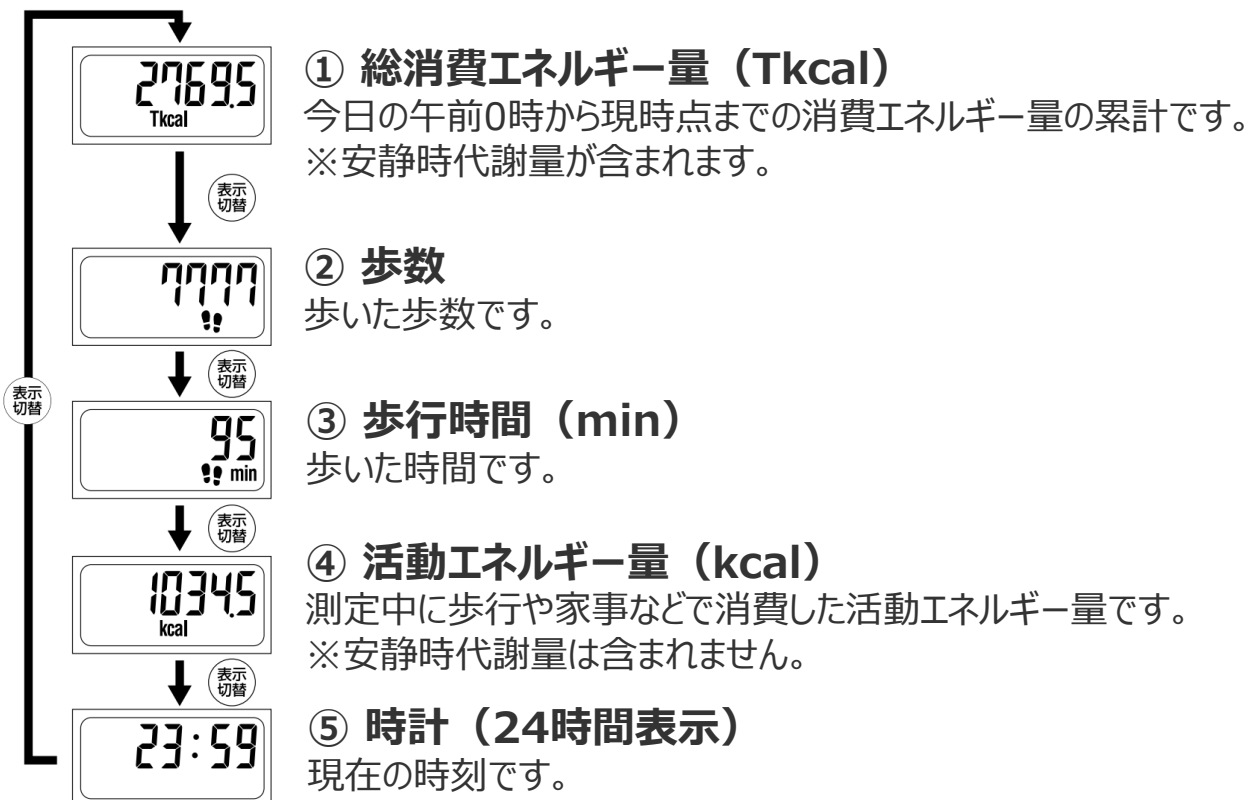 2769.5
Tkcal
① 総消費エネルギー量（Tkcal）
今日の午前0時から現時点までの消費エネルギー量の累計です。
※安静時代謝量が含まれます。
表示
切替
7777
② 歩数
歩いた歩数です。
表示
切替
表示
切替
95
min
③ 歩行時間（min）
歩いた時間です。
表示
切替
1034.5
kcal
④ 活動エネルギー量（kcal）
測定中に歩行や家事などで消費した活動エネルギー量です。
※安静時代謝量は含まれません。
表示
切替
23:59
⑤ 時計（24時間表示）
現在の時刻です。